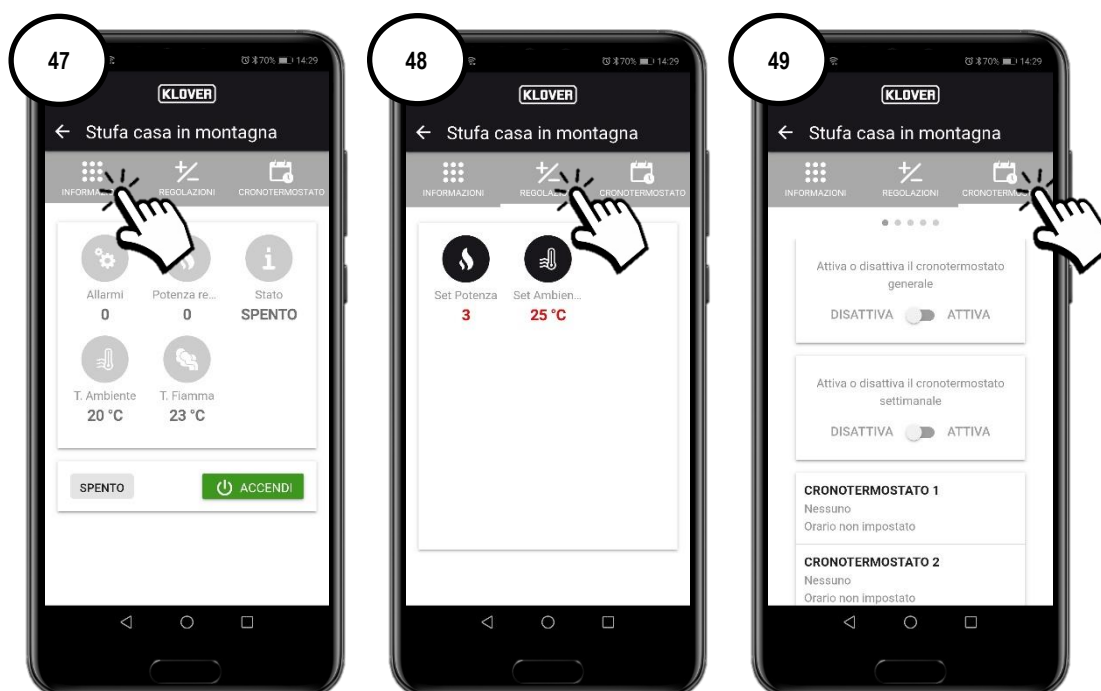 47
70% 14:29
KLOVER
Stufa casa in montagna
REGOLAZIONI CRONOTERMOSTATO
Allarmi Potenza re... Stato
0 0 SPENTO
T. Ambiente T. Fiamma
20 °C 23 °C
SPENTO ACCENDI
48
70% 14:29
KLOVER
Stufa casa in montagna
INFORMAZIONI CRONOTERMOSTATO
Set Potenza Set Ambien...
3 25 °C
49
70% 14:29
KLOVER
Stufa casa in montagna
INFORMAZIONI REGOLAZIONI
Attiva o disattiva il cronotermostato
generale
DISATTIVA ATTIVA
Attiva o disattiva il cronotermostato
settimanale
DISATTIVA ATTIVA
CRONOTERMOSTATO 1
Nessuno
Orario non impostato
CRONOTERMOSTATO 2
Nessuno
Orario non impostato